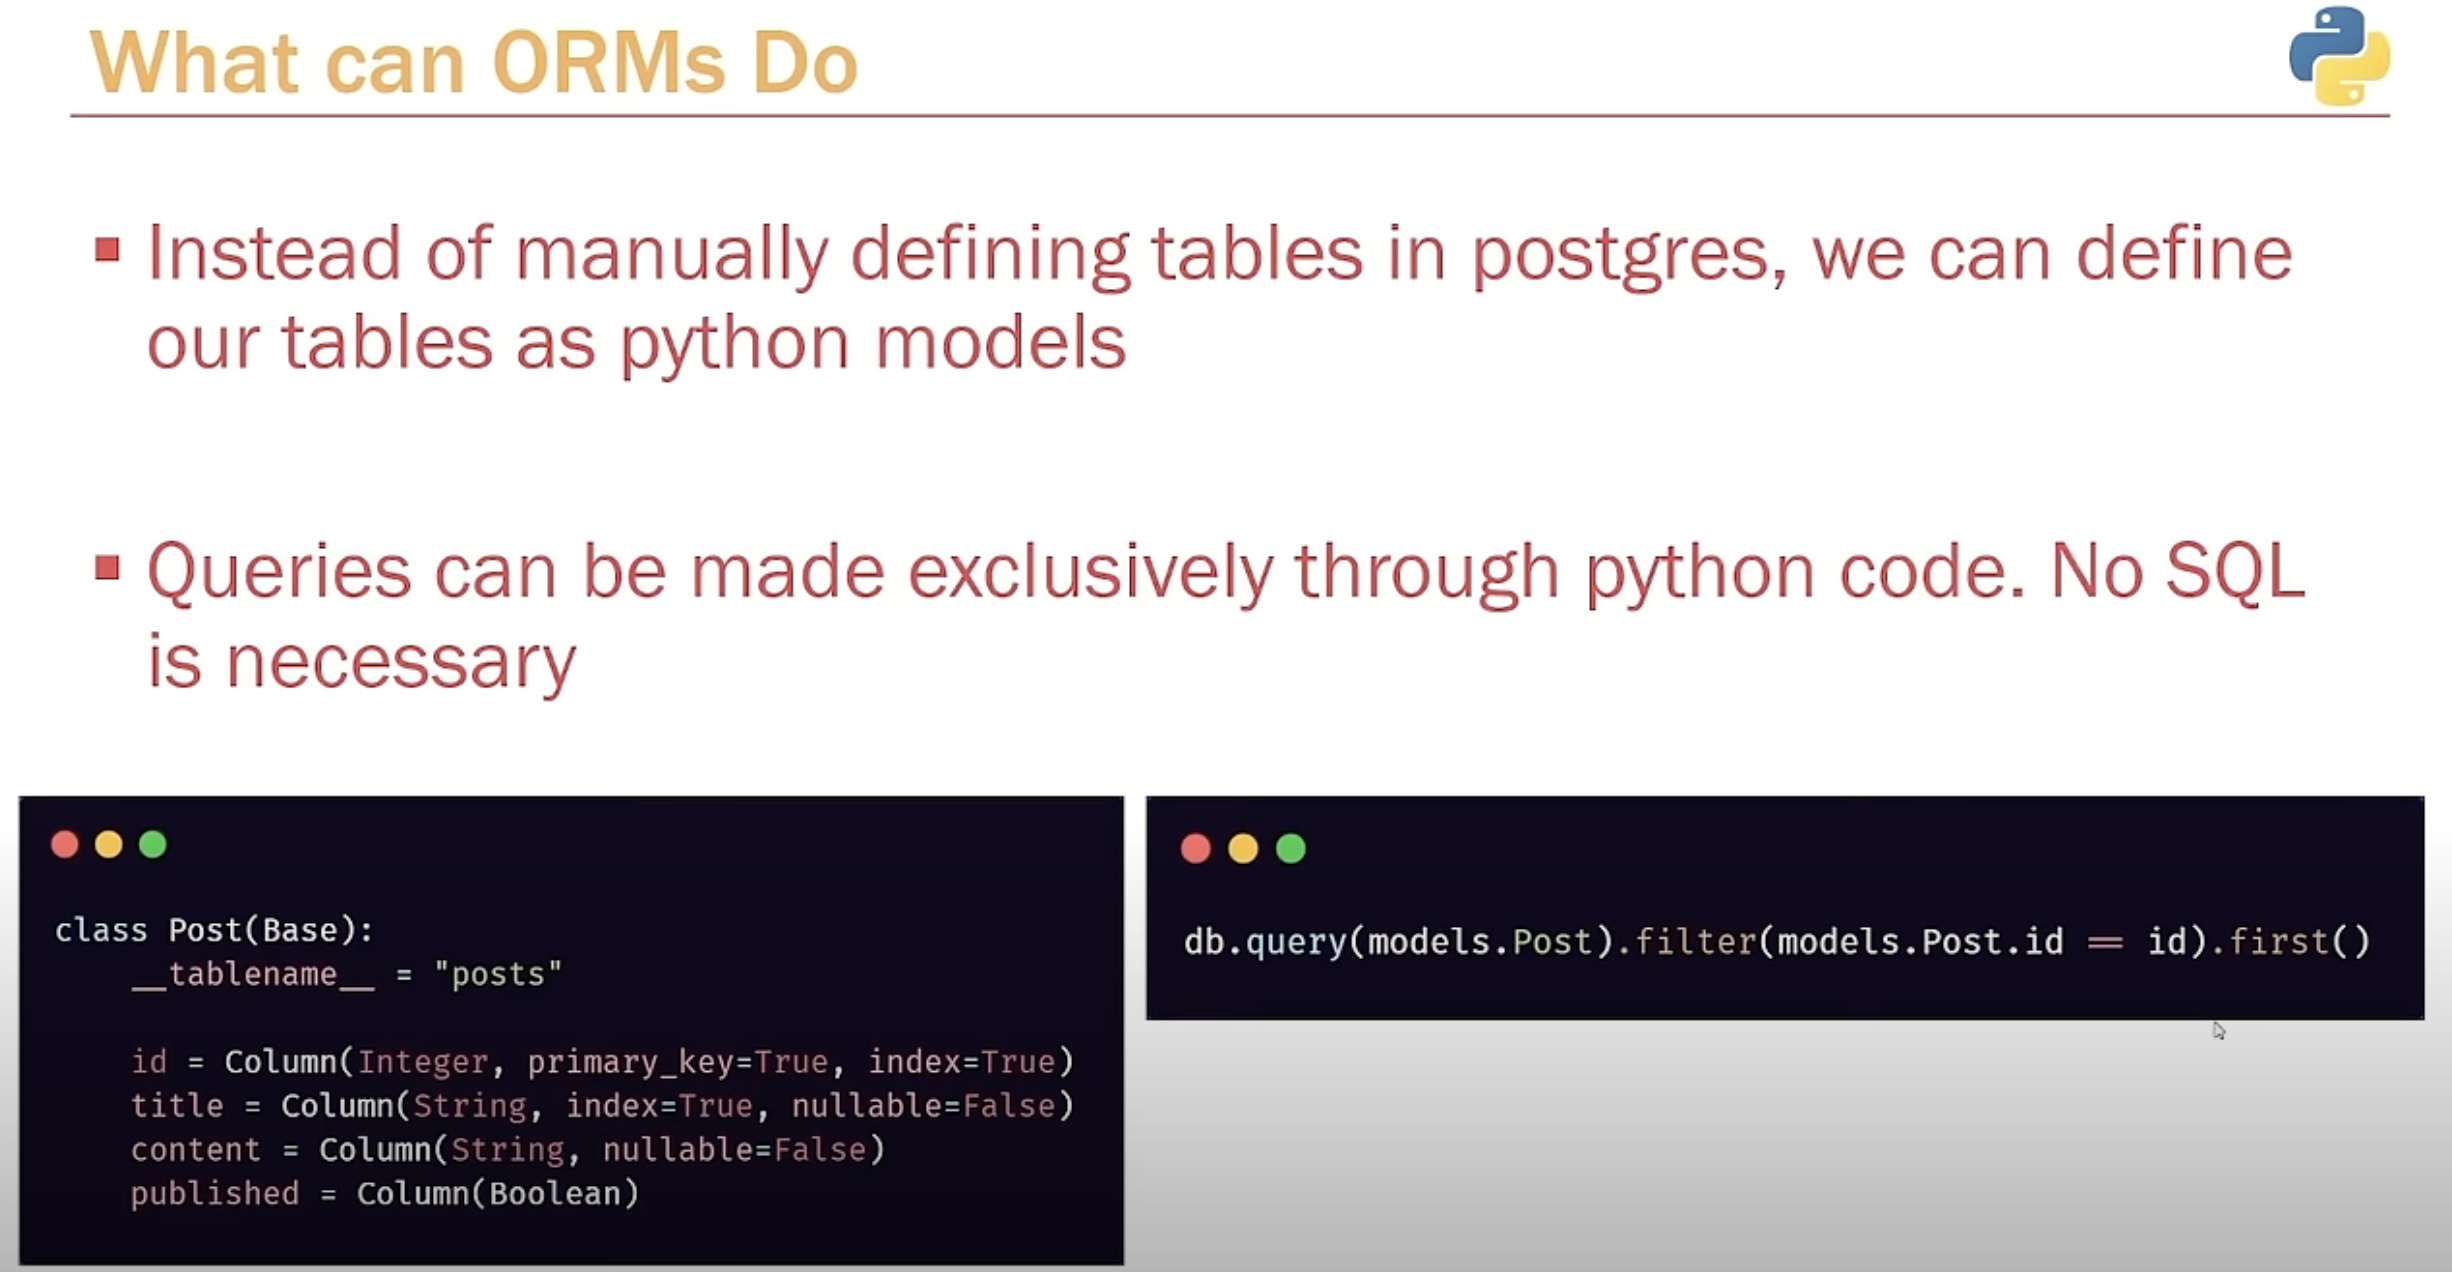 What can ORMs Do
Instead of manually defining tables in postgres, we can define
our tables as python models
Queries can be made exclusively through python code. No SQL
is necessary
class Post(Base):
    __tablename__ = "posts"
    id = Column(Integer, primary_key=True, index=True)
    title = Column(String, index=True, nullable=False)
    content = Column(String, nullable=False)
    published = Column(Boolean)
db.query(models.Post).filter(models.Post.id == id).first()